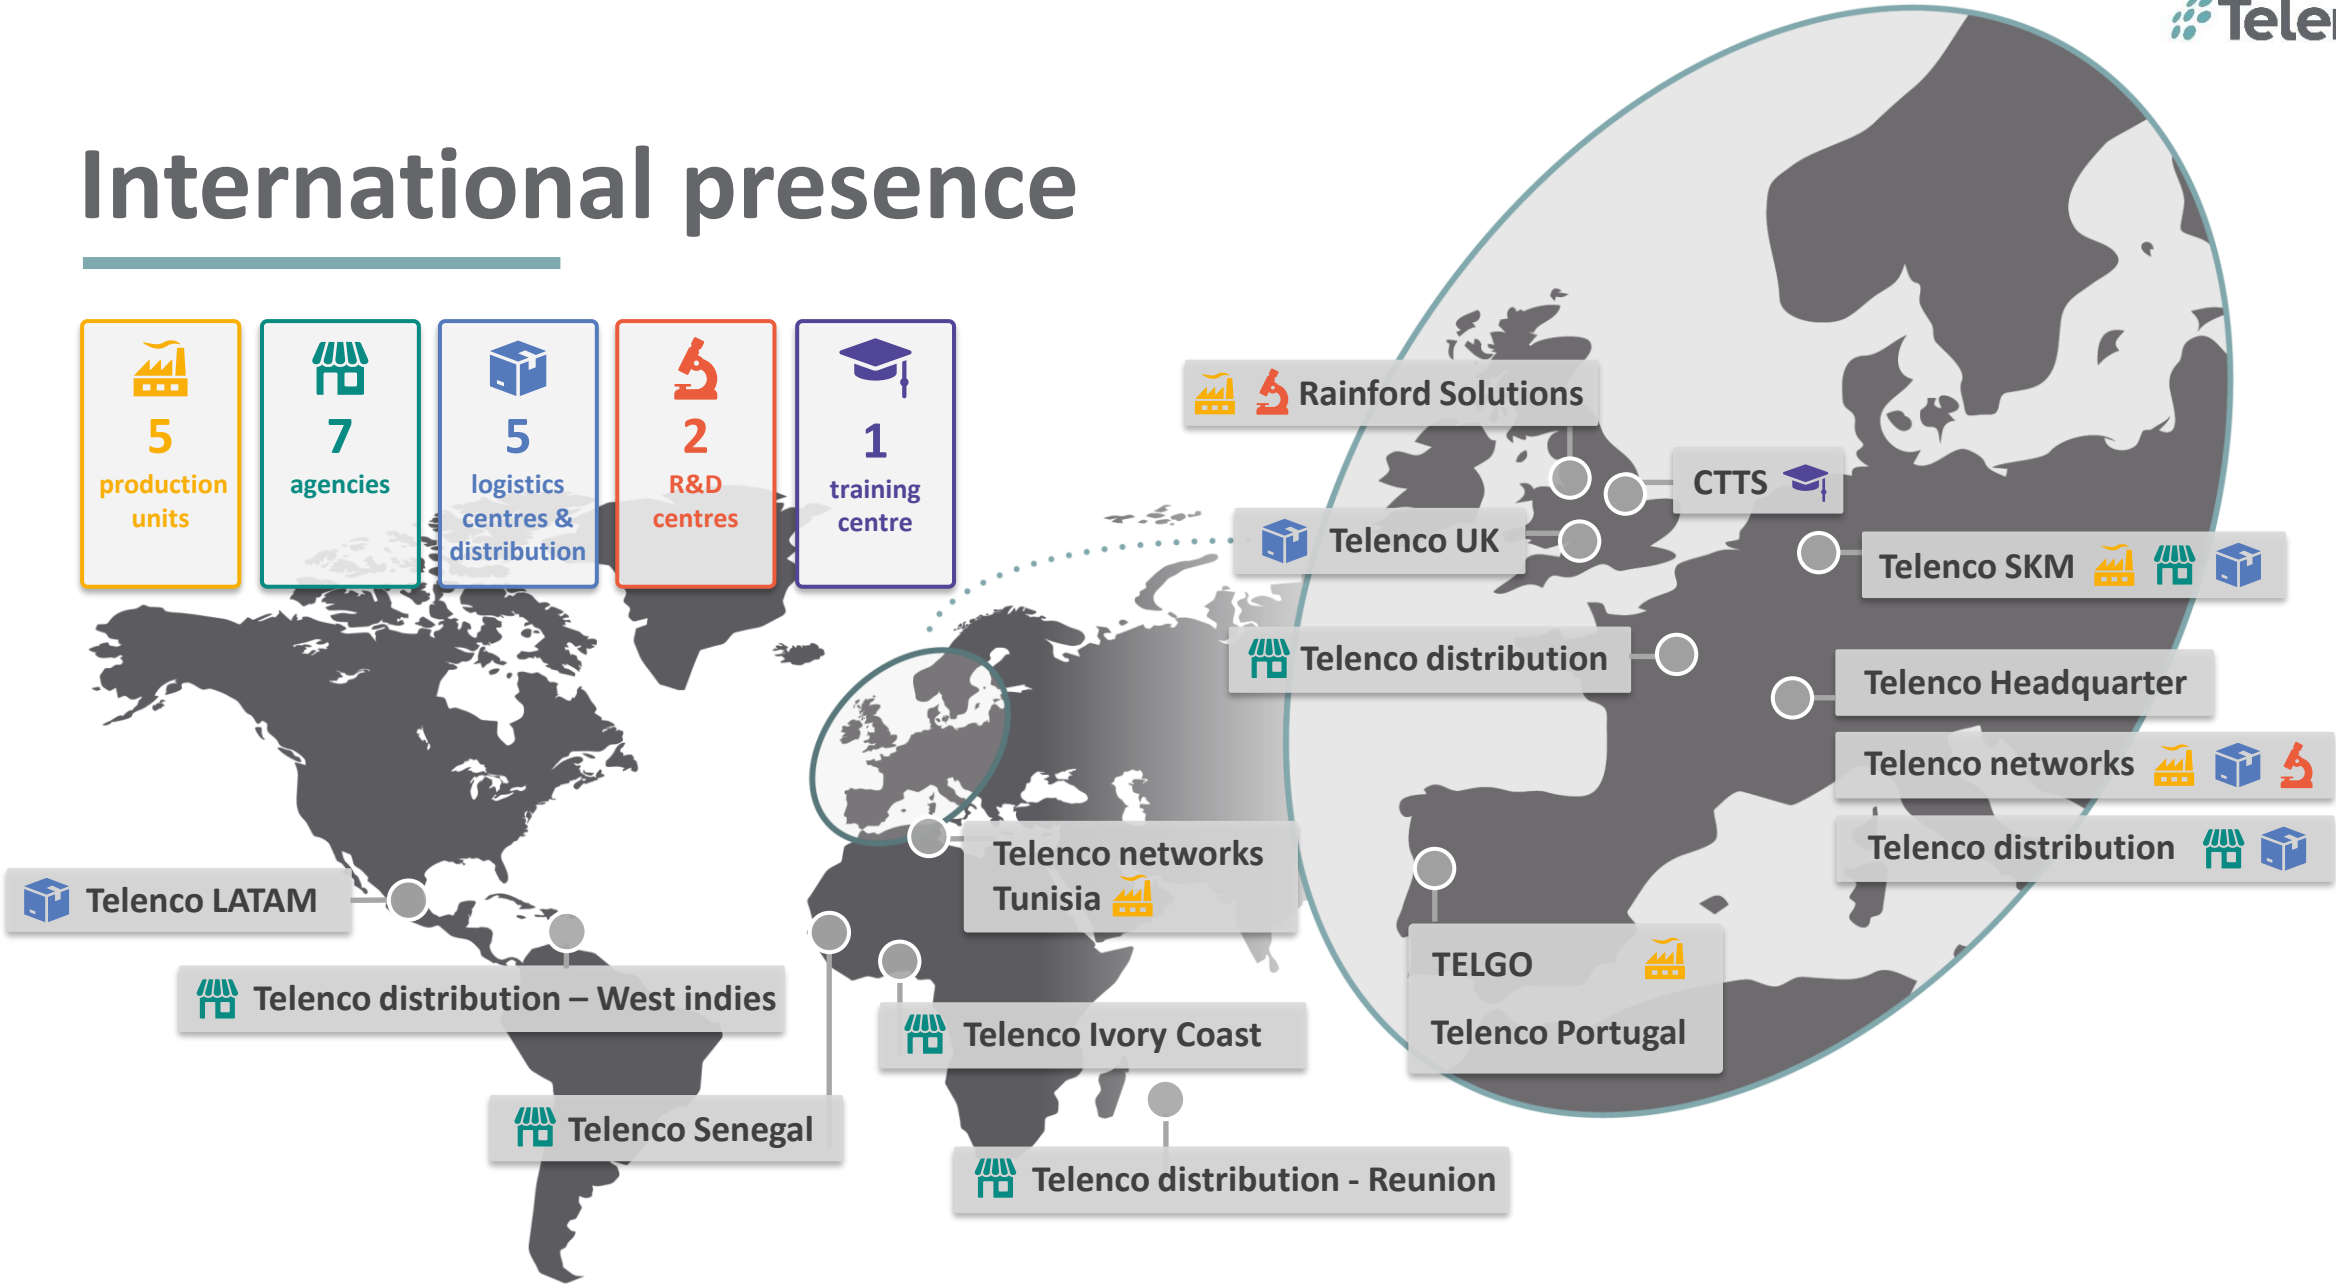 International presence
5
production
units
7
agencies
5
logistics
centres &
distribution
2
R&D
centres
1
training
centre
Rainford Solutions
CTTS
Telenco UK
Telenco SKM
Telenco distribution
Telenco Headquarter
Telenco networks
Telenco distribution
Telenco networks
Tunisia
Telenco LATAM
TELGO
Telenco Portugal
Telenco distribution – West indies
Telenco Ivory Coast
Telenco Senegal
Telenco distribution - Reunion